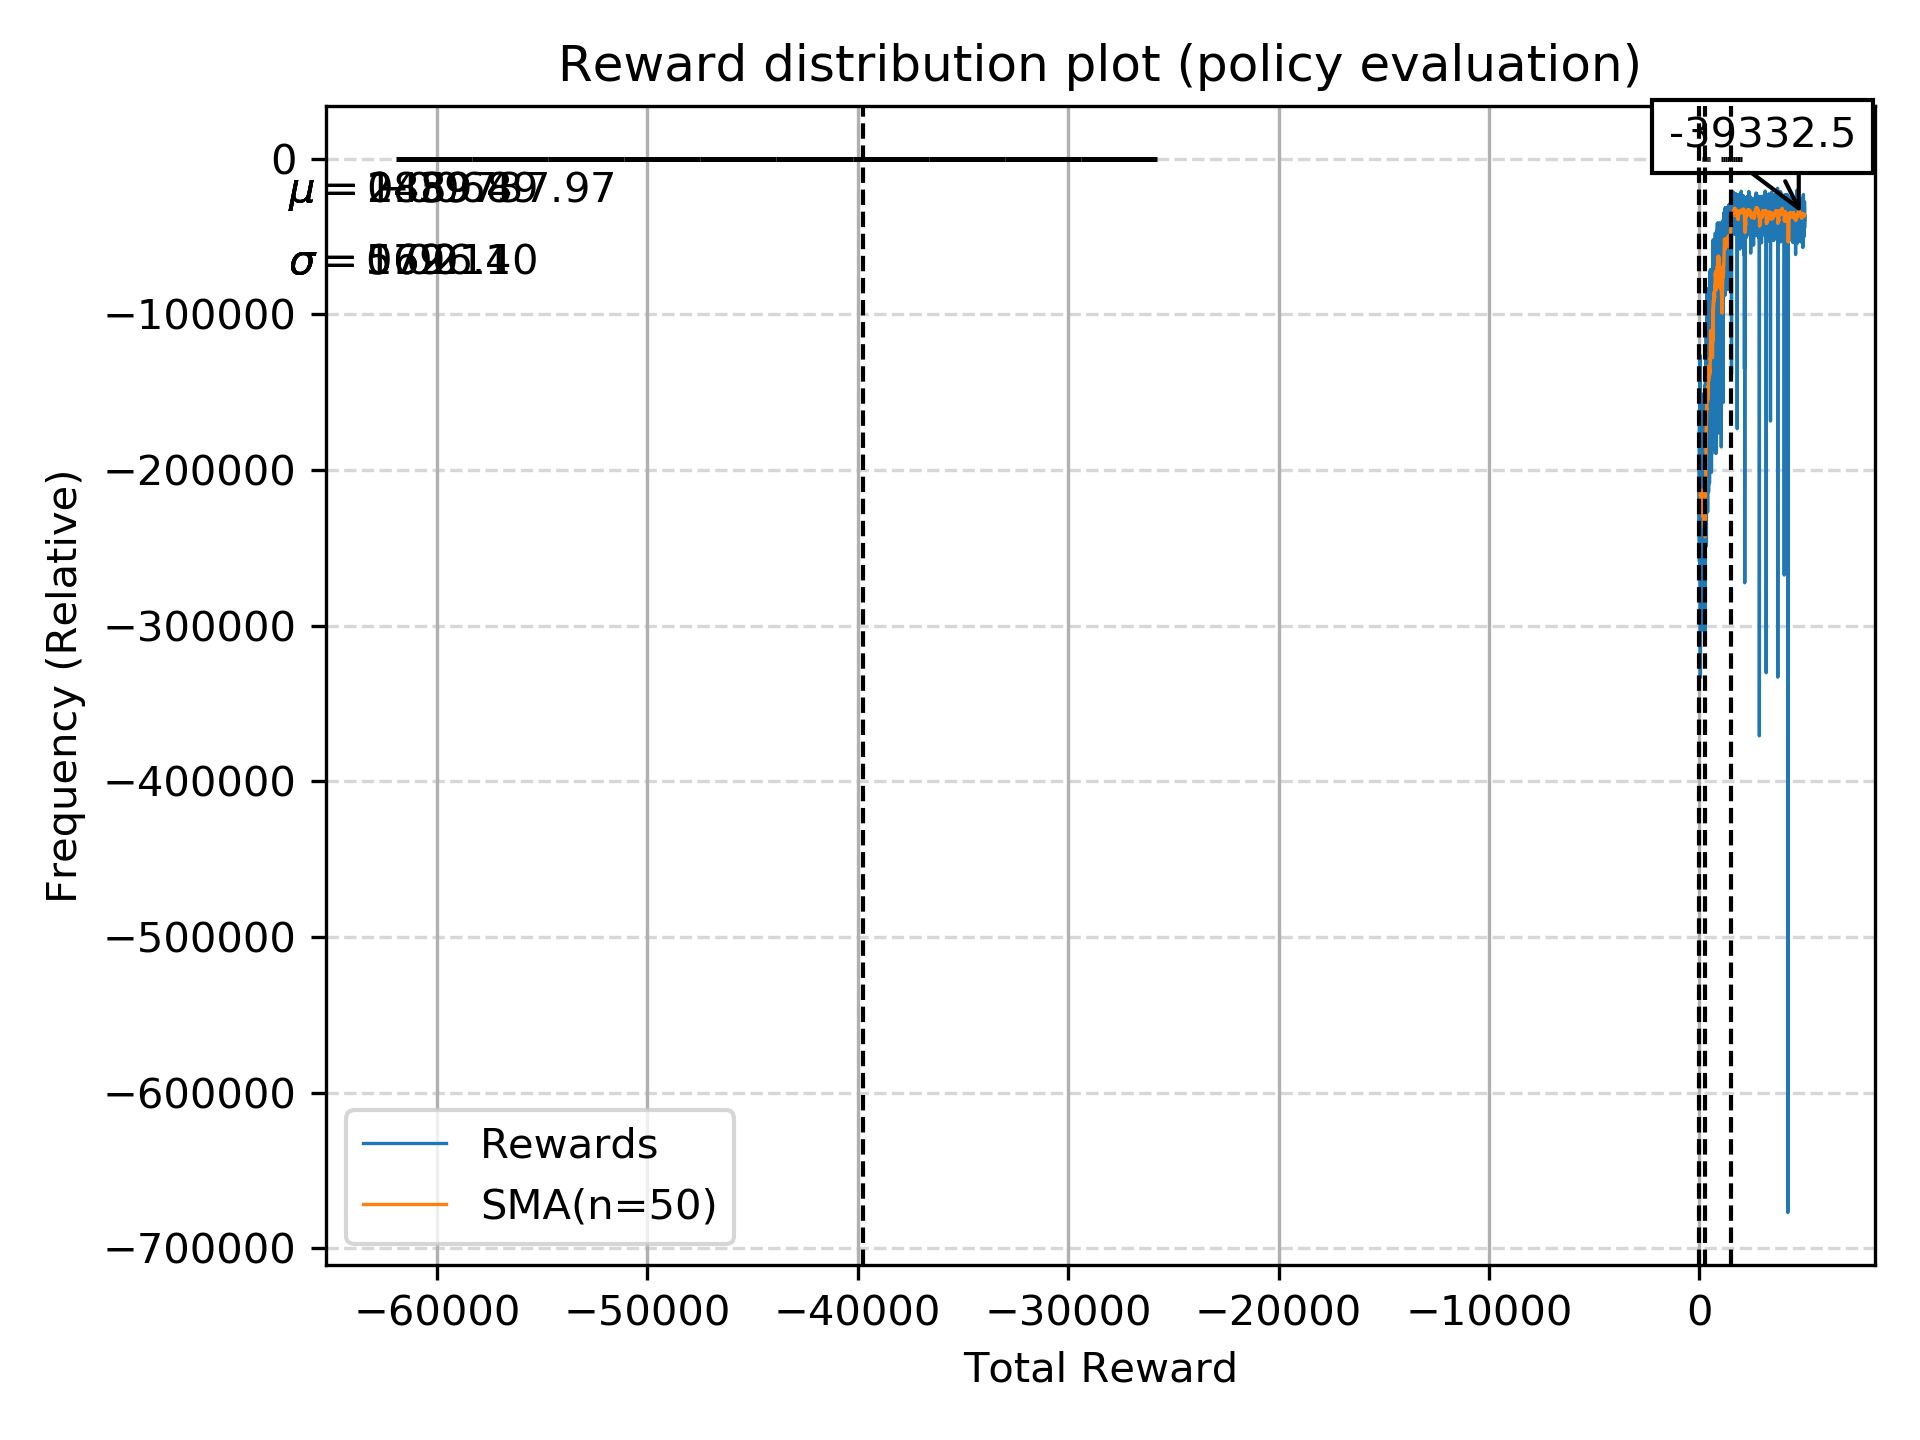 Reward distribution plot (policy evaluation)
-39332.5
0
μ =
σ =
−100000
−200000
−300000
−400000
−500000
−600000
−700000
Frequency (Relative)
Rewards
SMA(n=50)
−60000 −50000 −40000 −30000 −20000 −10000 0
Total Reward